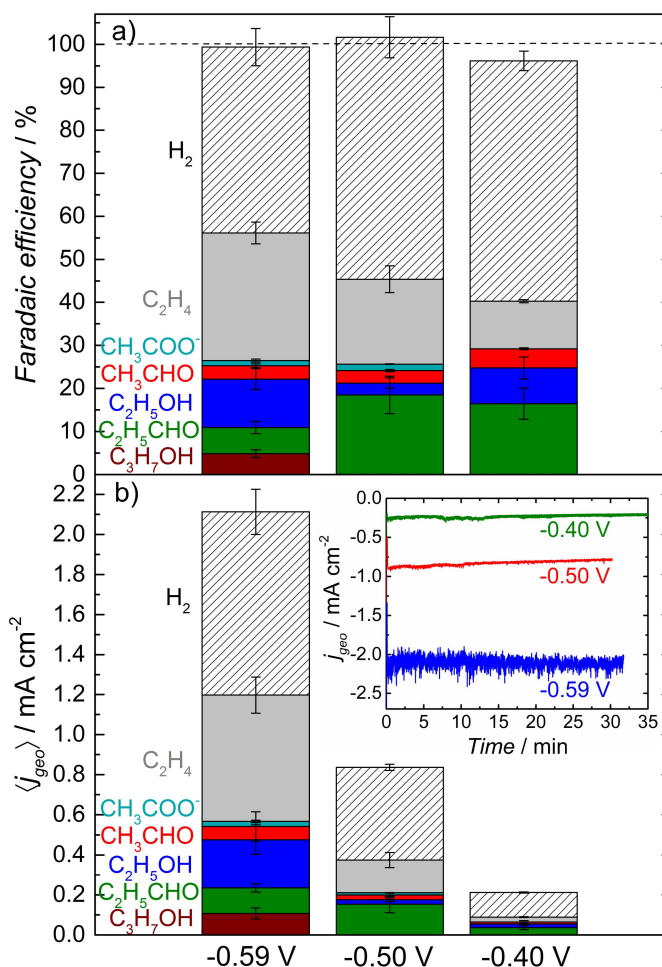 a)
Faradaic efficiency / %
100
90
80
70
60
50
40
30
20
10
0
H₂
C₂H₄
CH₃COO⁻
CH₃CHO
C₂H₅OH
C₂H₅CHO
C₃H₇OH
b)
⟨j_geo⟩ / mA cm⁻²
2.2
2.0
1.8
1.6
1.4
1.2
1.0
0.8
0.6
0.4
0.2
0.0
H₂
C₂H₄
CH₃COO⁻
CH₃CHO
C₂H₅OH
C₂H₅CHO
C₃H₇OH
j_geo / mA cm⁻²
0.0
-0.5
-1.0
-1.5
-2.0
-2.5
-0.40 V
-0.50 V
-0.59 V
0 5 10 15 20 25 30 35
Time / min
-0.59 V -0.50 V -0.40 V